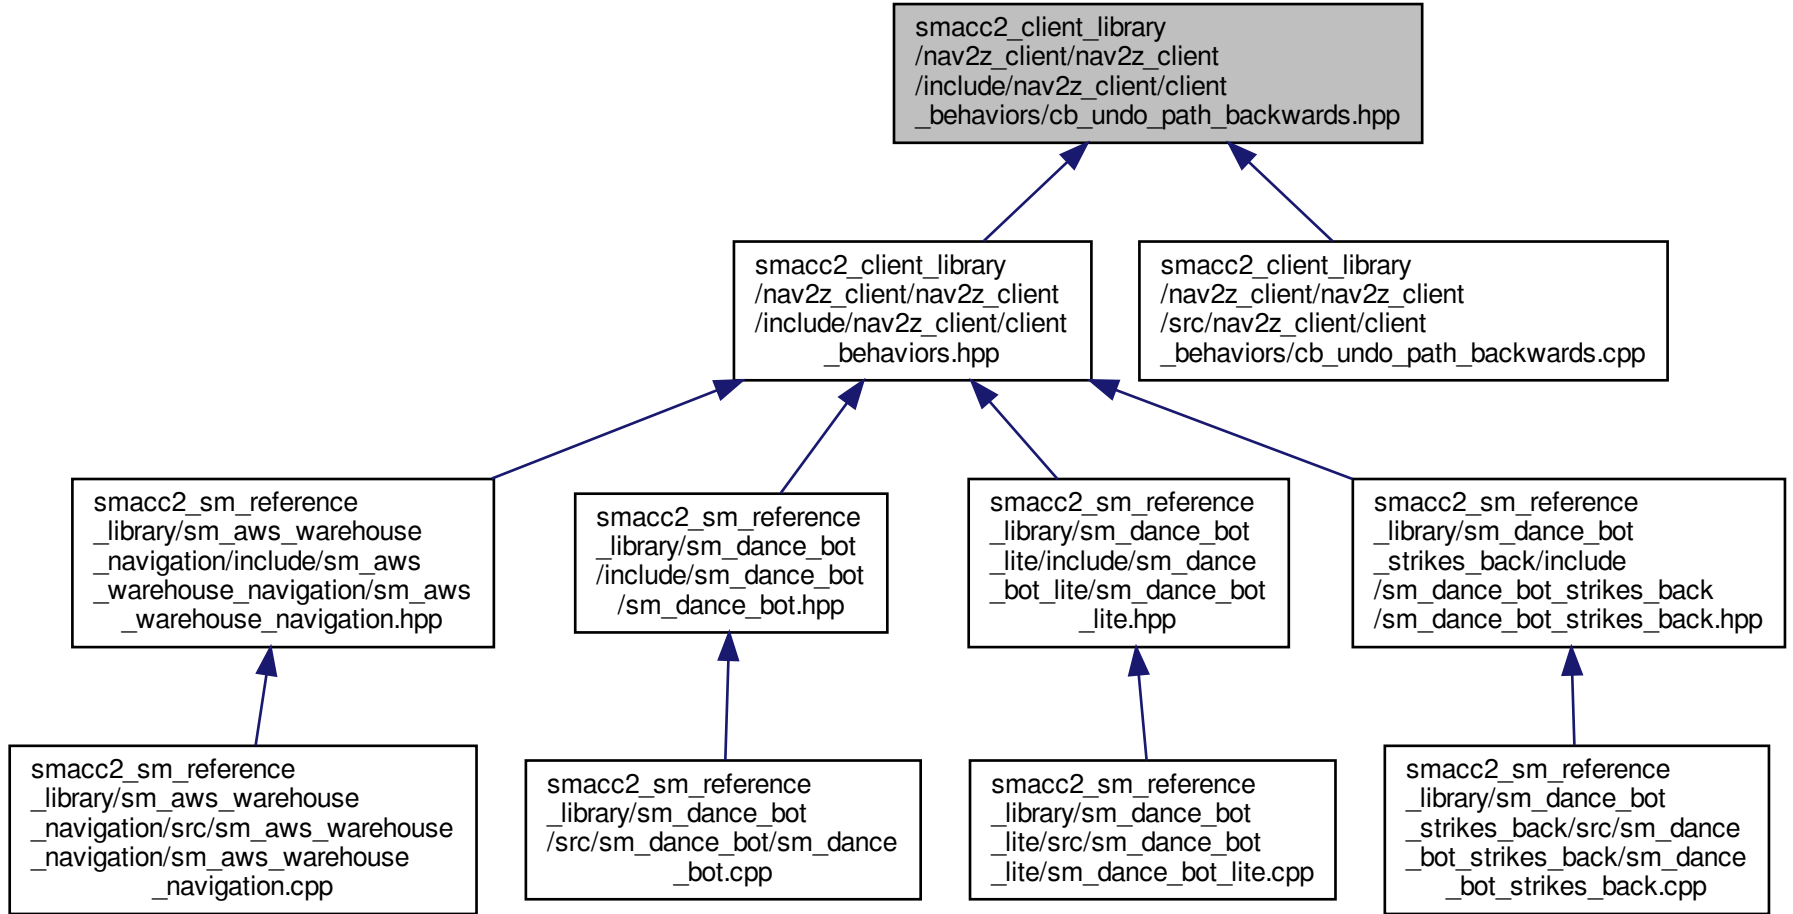 smacc2_client_library
/nav2z_client/nav2z_client
/include/nav2z_client/client
_behaviors/cb_undo_path_backwards.hpp
smacc2_client_library
/nav2z_client/nav2z_client
/include/nav2z_client/client
_behaviors.hpp
smacc2_client_library
/nav2z_client/nav2z_client
/src/nav2z_client/client
_behaviors/cb_undo_path_backwards.cpp
smacc2_sm_reference
_library/sm_aws_warehouse
_navigation/include/sm_aws
_warehouse_navigation/sm_aws
_warehouse_navigation.hpp
smacc2_sm_reference
_library/sm_dance_bot
/include/sm_dance_bot
/sm_dance_bot.hpp
smacc2_sm_reference
_library/sm_dance_bot
_lite/include/sm_dance
_bot_lite/sm_dance_bot
_lite.hpp
smacc2_sm_reference
_library/sm_dance_bot
_strikes_back/include
/sm_dance_bot_strikes_back
/sm_dance_bot_strikes_back.hpp
smacc2_sm_reference
_library/sm_aws_warehouse
_navigation/src/sm_aws_warehouse
_navigation/sm_aws_warehouse
_navigation.cpp
smacc2_sm_reference
_library/sm_dance_bot
/src/sm_dance_bot/sm_dance
_bot.cpp
smacc2_sm_reference
_library/sm_dance_bot
_lite/src/sm_dance_bot
_lite/sm_dance_bot_lite.cpp
smacc2_sm_reference
_library/sm_dance_bot
_strikes_back/src/sm_dance
_bot_strikes_back/sm_dance
_bot_strikes_back.cpp